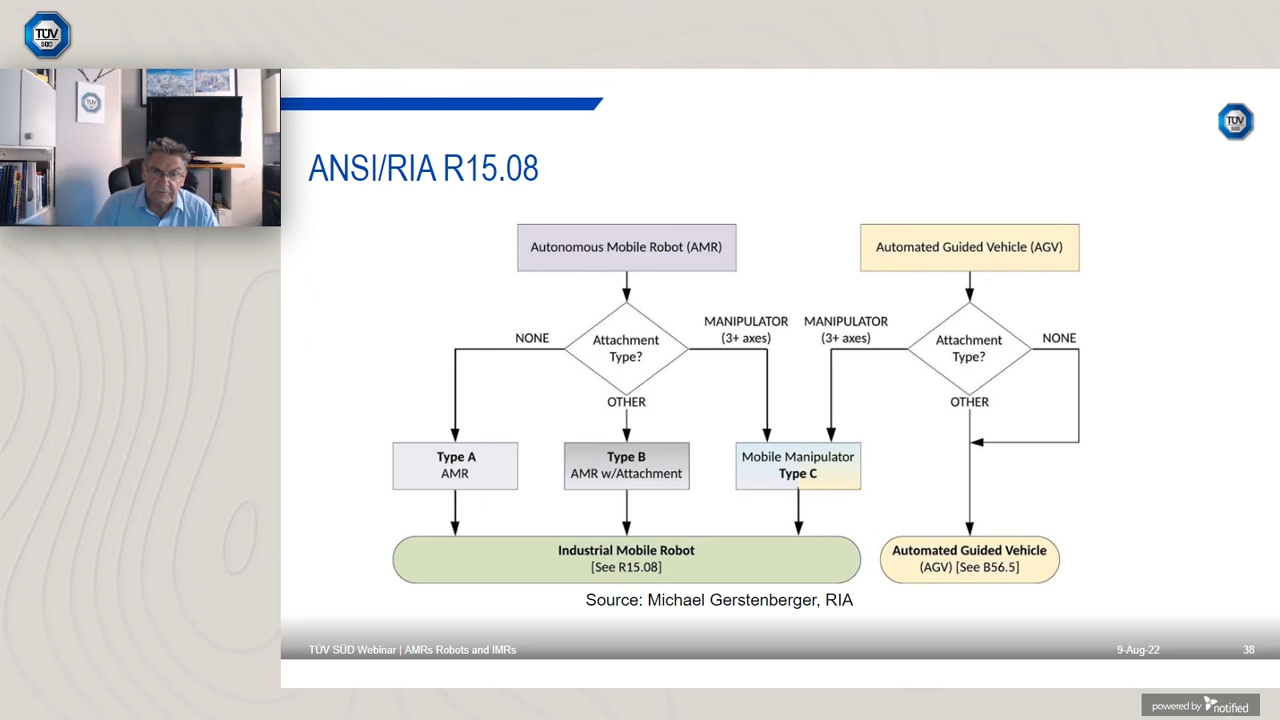 TÜV
SÜD
TÜV
ANSI/RIA R15.08
Autonomous Mobile Robot (AMR)
Automated Guided Vehicle (AGV)
MANIPULATOR
(3+ axes)
MANIPULATOR
(3+ axes)
NONE
Attachment
Type?
Attachment
Type?
NONE
OTHER
OTHER
Type A
AMR
Type B
AMR w/Attachment
Mobile Manipulator
Type C
Industrial Mobile Robot
[See R15.08]
Automated Guided Vehicle
(AGV) [See B56.5]
Source: Michael Gerstenberger, RIA
TÜV SÜD Webinar | AMRs Robots and IMRs
9-Aug-22
38
powered by notified